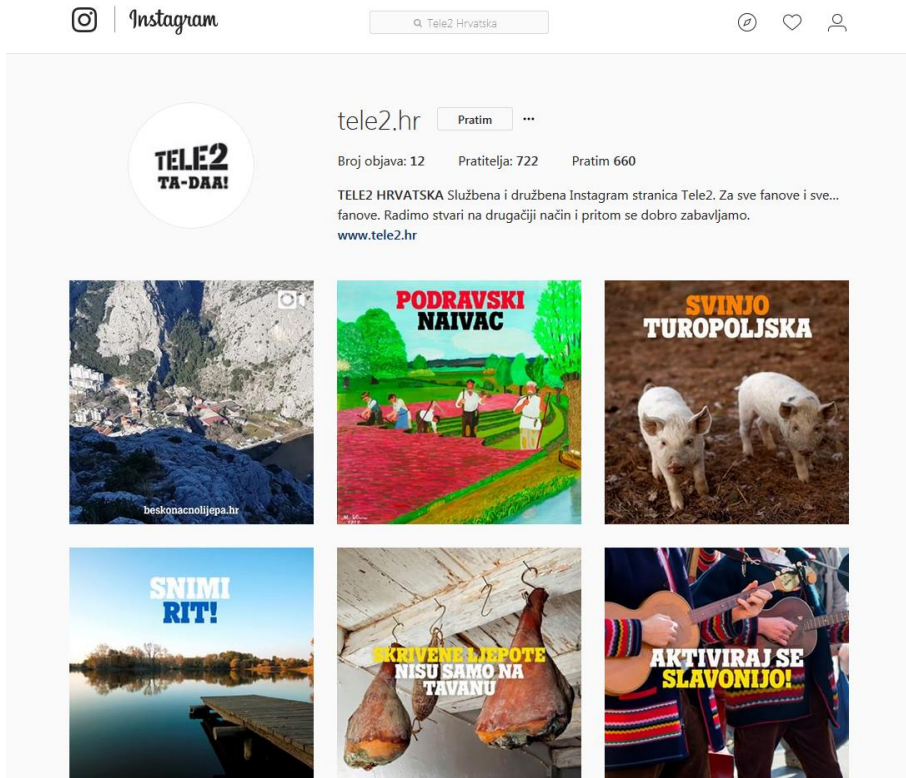 Instagram
Tele2 Hrvatska
tele2.hr Pratim
Broj objava: 12 Pratitelja: 722 Pratim 660
TELE2 HRVATSKA Službena i družbena Instagram stranica Tele2. Za sve fanove i sve...
fanove. Radimo stvari na drugačiji način i pritom se dobro zabavljamo.
www.tele2.hr
TELE2
TA-DAA!
beskonacnolijepa.hr
PODRAVSKI
NAIVAC
SVINJO
TUROPOLJSKA
SNIMI
RIT!
SKRIVENE LJEPOTE
NISU SAMO NA
TAVANU
AKTIVIRAJ SE
SLAVONIJO!